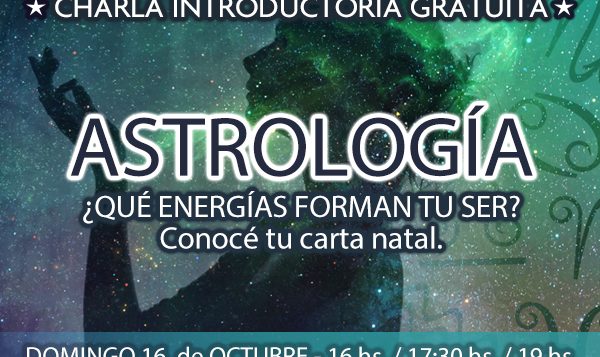 ★ CHARLA INTRODUCTORIA GRATUITA ★
ASTROLOGÍA
¿QUÉ ENERGÍAS FORMAN TU SER?
Conocé tu carta natal.
DOMINGO 16 de OCTUBRE - 16 hs. / 17:30 hs. / 19 hs